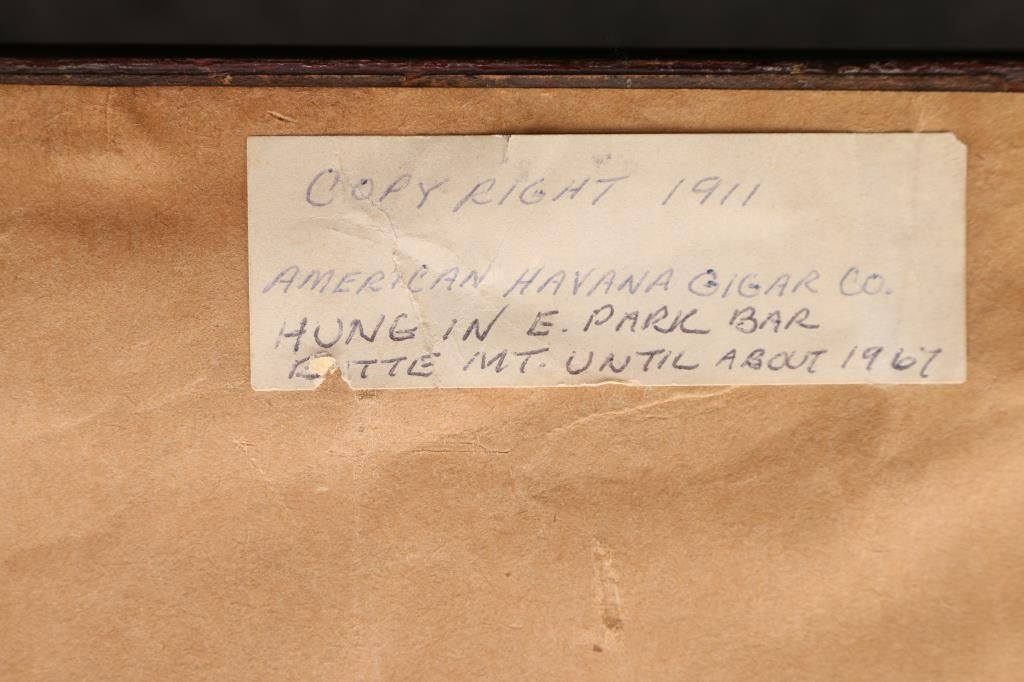 COPYRIGHT 1911
AMERICAN HAVANA CIGAR CO.
HUNG IN E. PARK BAR
BUTTE MT. UNTIL ABOUT 1967